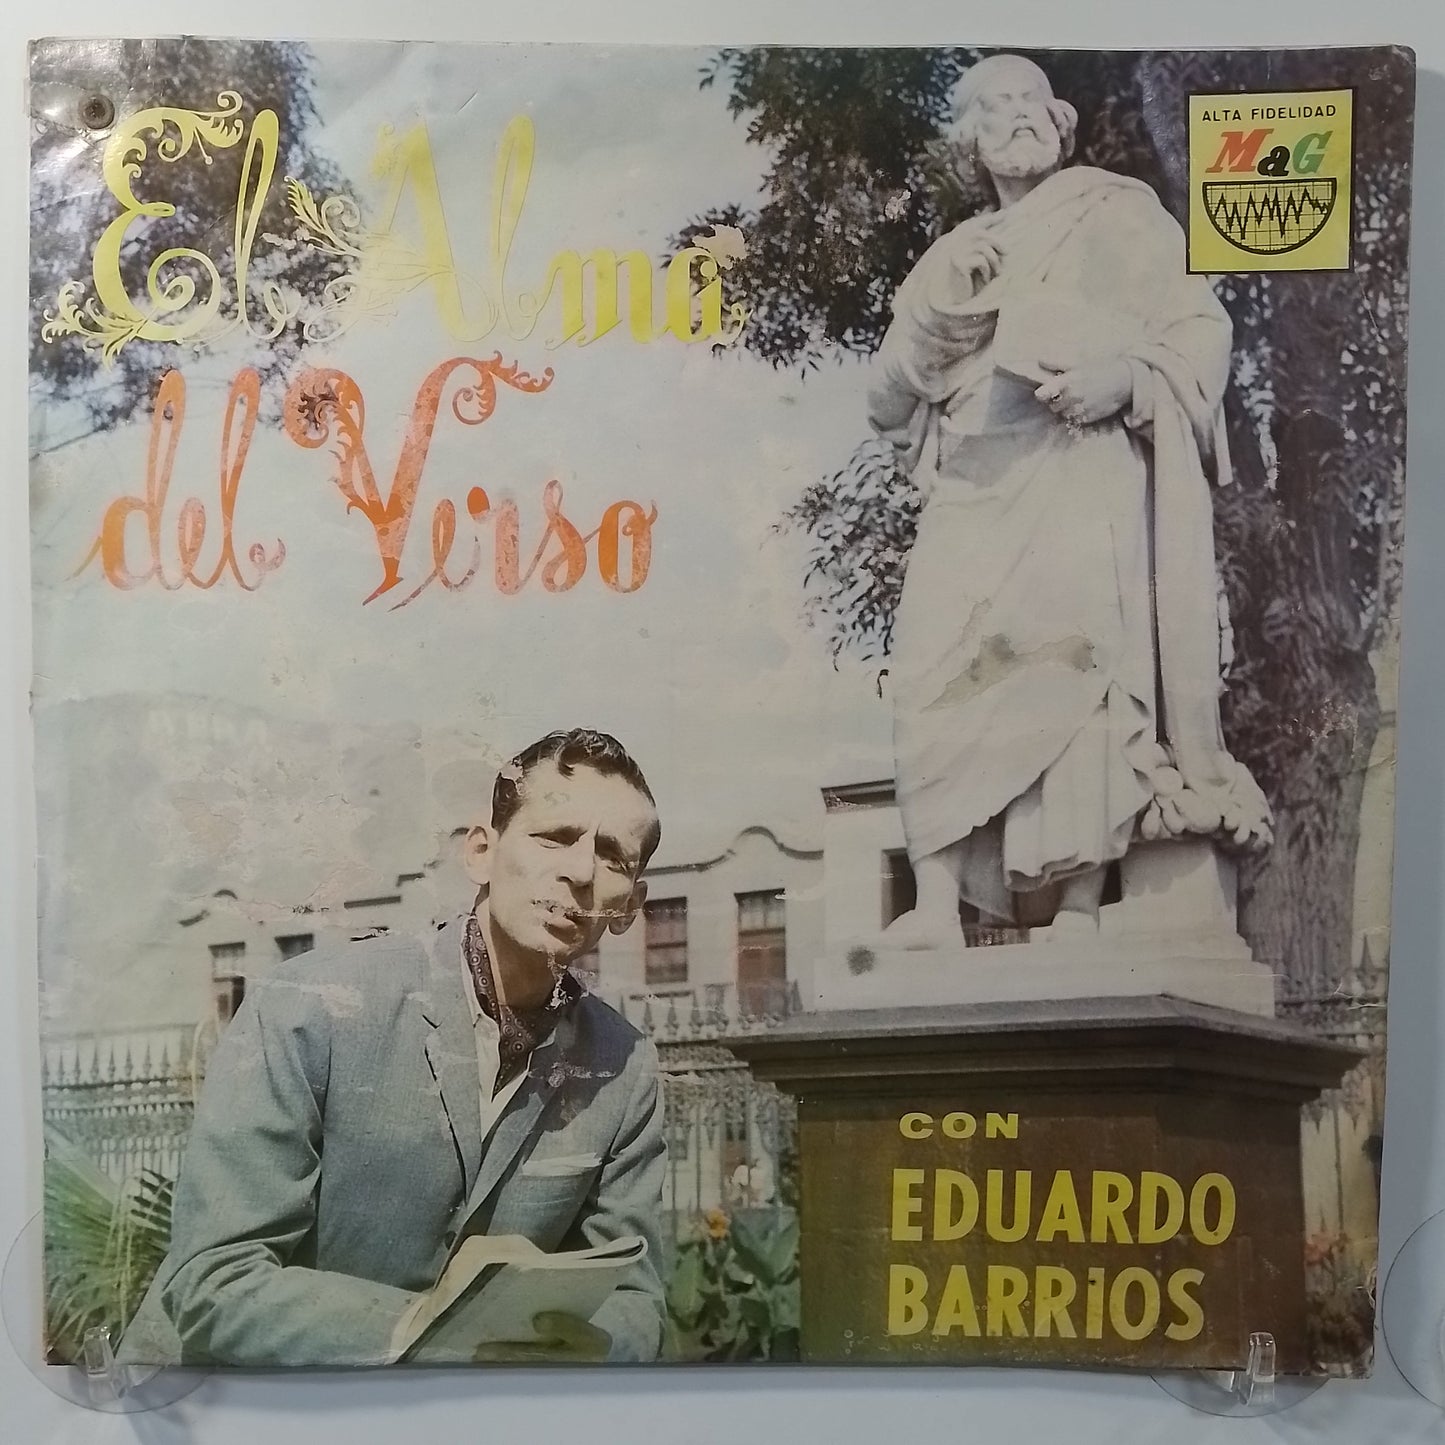 El Alma
del Verso
ALTA FIDELIDAD
MaG
CON
EDUARDO
BARRIOS